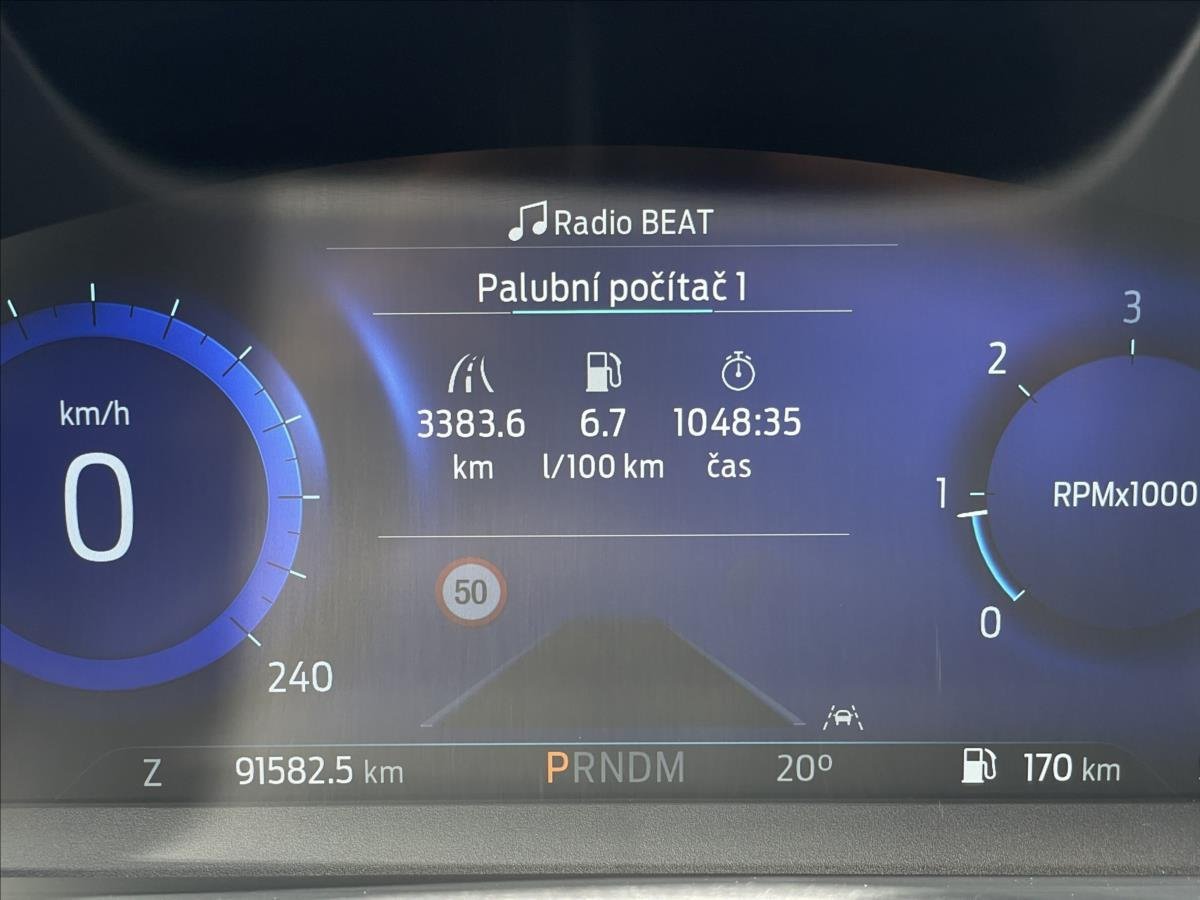 Radio BEAT
Palubní počítač 1
3383.6 6.7 1048:35
km l/100 km čas
km/h
0
240
50
3
2
1
0
RPMx1000
Z 91582.5 km PRNDM 20° 170 km